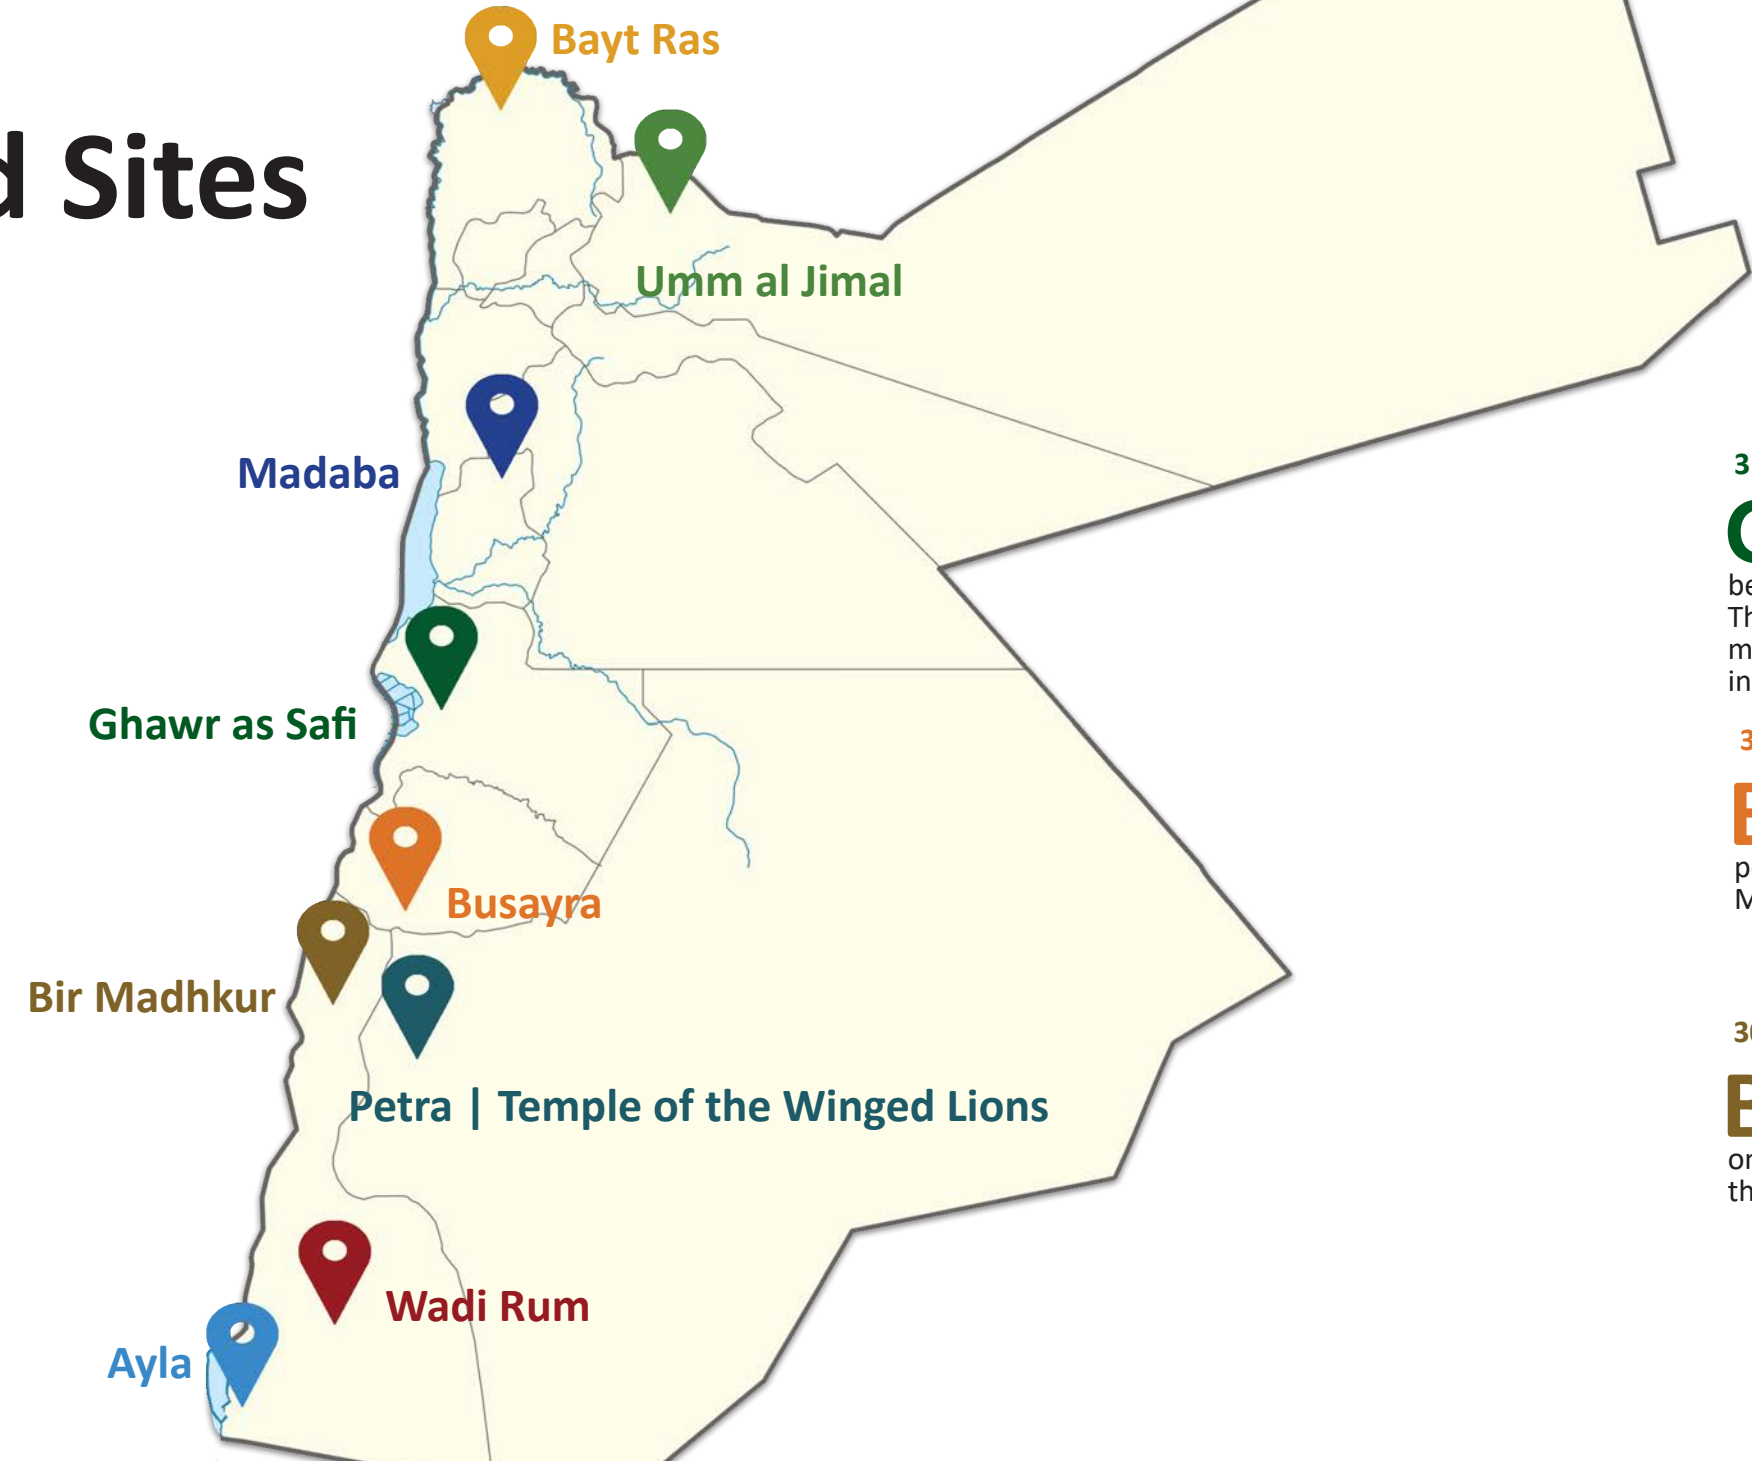 Sites
Bayt Ras
Umm al Jimal
Madaba
Ghawr as Safi
Busayra
Bir Madhkur
Petra | Temple of the Winged Lions
Wadi Rum
Ayla